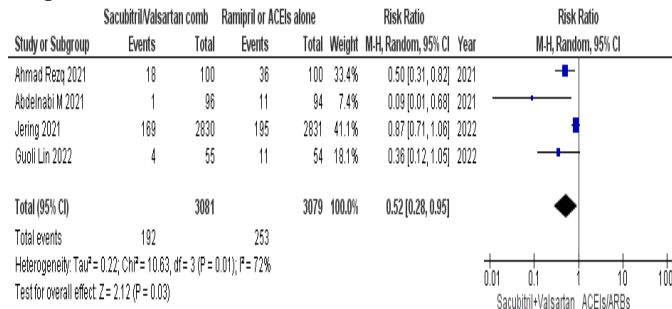 Sacubitril/Valsartan comb Ramipril or ACEIs alone Risk Ratio Risk Ratio
Study or Subgroup Events Total Events Total Weight M-H, Random, 95% CI Year M-H, Random, 95% CI
Ahmad Rezq 2021 18 100 36 100 33.4% 0.50 [0.31, 0.82] 2021
Abdelnabi M 2021 1 96 11 94 7.4% 0.09 [0.01, 0.68] 2021
Jering 2021 169 2830 195 2831 41.1% 0.87 [0.71, 1.06] 2022
Guoli Lin 2022 4 55 11 54 18.1% 0.36 [0.12, 1.05] 2022
Total (95% CI) 3081 3079 100.0% 0.52 [0.28, 0.95]
Total events 192 253
Heterogeneity: Tau² = 0.22; Chi² = 10.63, df = 3 (P = 0.01); I² = 72%
Test for overall effect: Z = 2.12 (P = 0.03)
0.01 0.1 1 10 100
Sacubitril+Valsartan ACEIs/ARBs